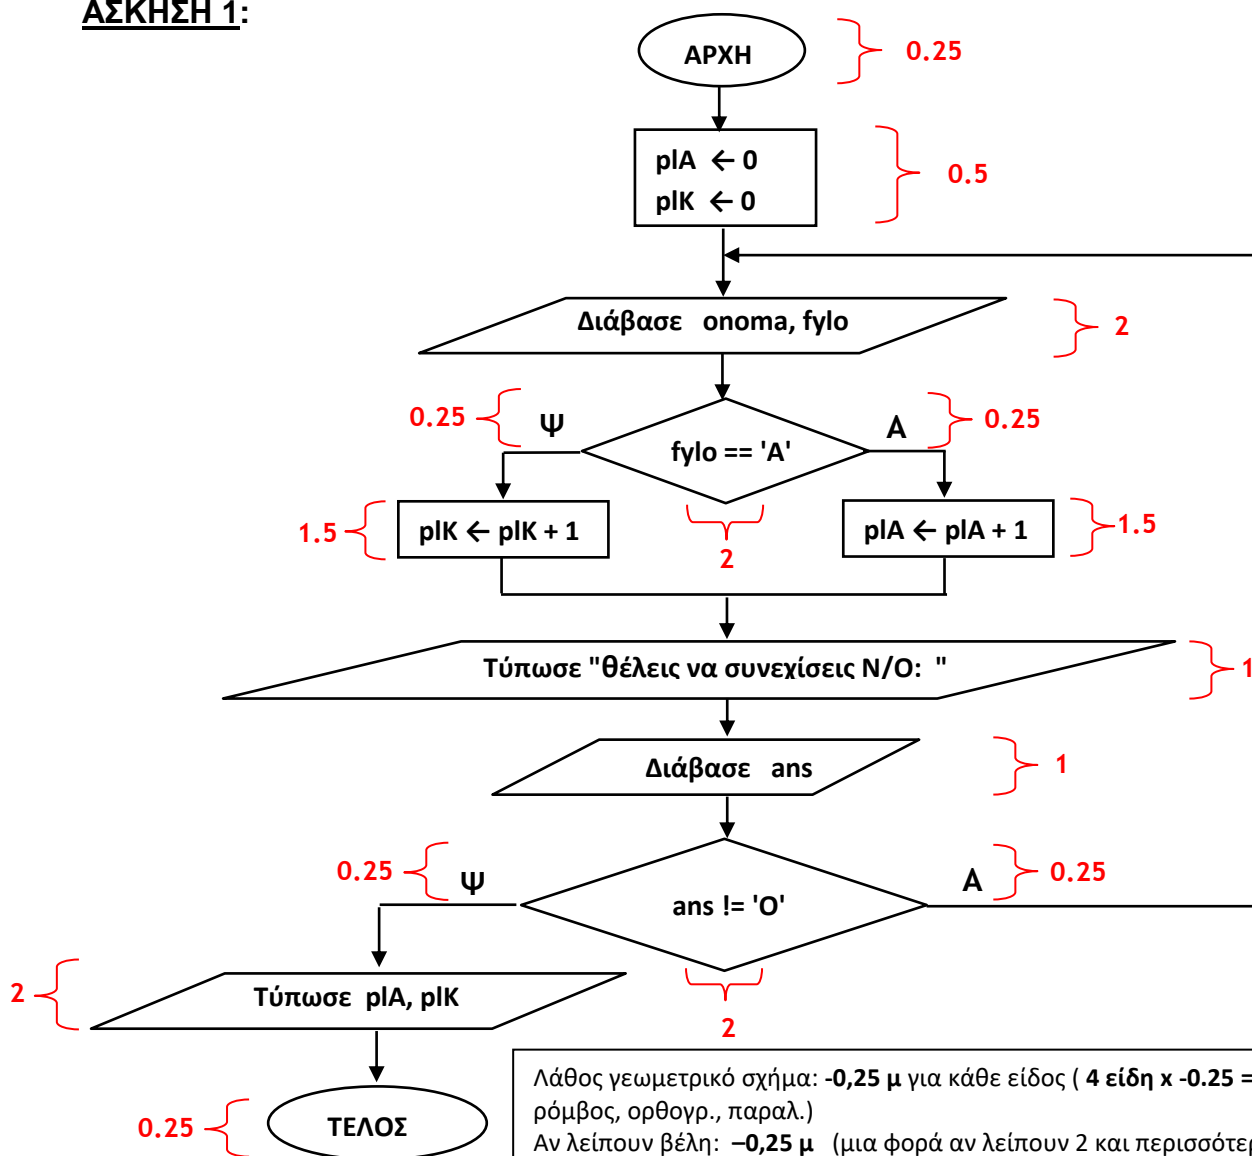 ΑΣΚΗΣΗ 1:
ΑΡΧΗ
0.25
plA ← 0
plK ← 0
0.5
Διάβασε onoma, fylo
2
0.25
Ψ
Α
0.25
fylo == 'A'
1.5
plK ← plK + 1
2
plA ← plA + 1
1.5
Τύπωσε "θέλεις να συνεχίσεις Ν/Ο: "
1
Διάβασε ans
1
0.25
Ψ
Α
0.25
ans != 'O'
2
Τύπωσε plA, plK
2
0.25
ΤΕΛΟΣ
Λάθος γεωμετρικό σχήμα: -0,25 μ για κάθε είδος ( 4 είδη x -0.25 =
ρόμβος, ορθογρ., παραλ.)
Αν λείπουν βέλη: –0,25 μ (μια φορά αν λείπουν 2 και